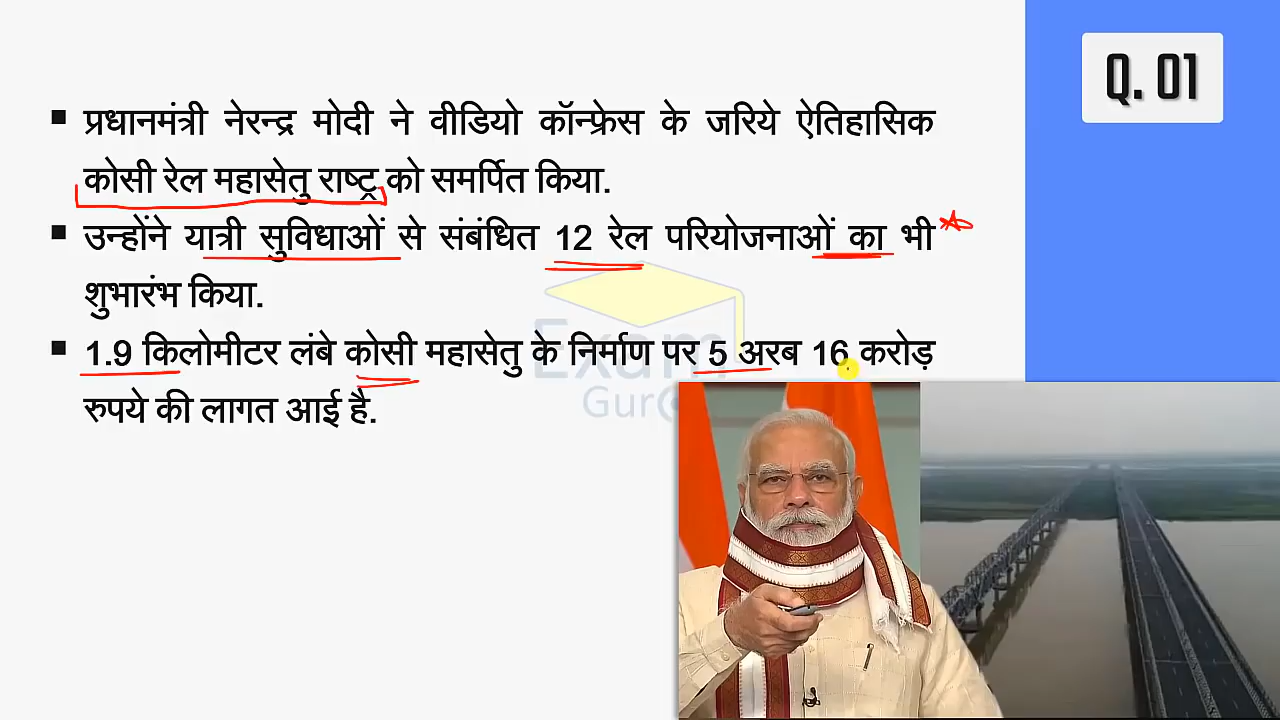 Q. 01
▪ प्रधानमंत्री नेरन्द्र मोदी ने वीडियो कॉन्फ्रेस के जरिये ऐतिहासिक
कोसी रेल महासेतु राष्ट्र को समर्पित किया.
▪ उन्होंने यात्री सुविधाओं से संबंधित 12 रेल परियोजनाओं का भी
शुभारंभ किया.
▪ 1.9 किलोमीटर लंबे कोसी महासेतु के निर्माण पर 5 अरब 16 करोड़
रुपये की लागत आई है.
Exam